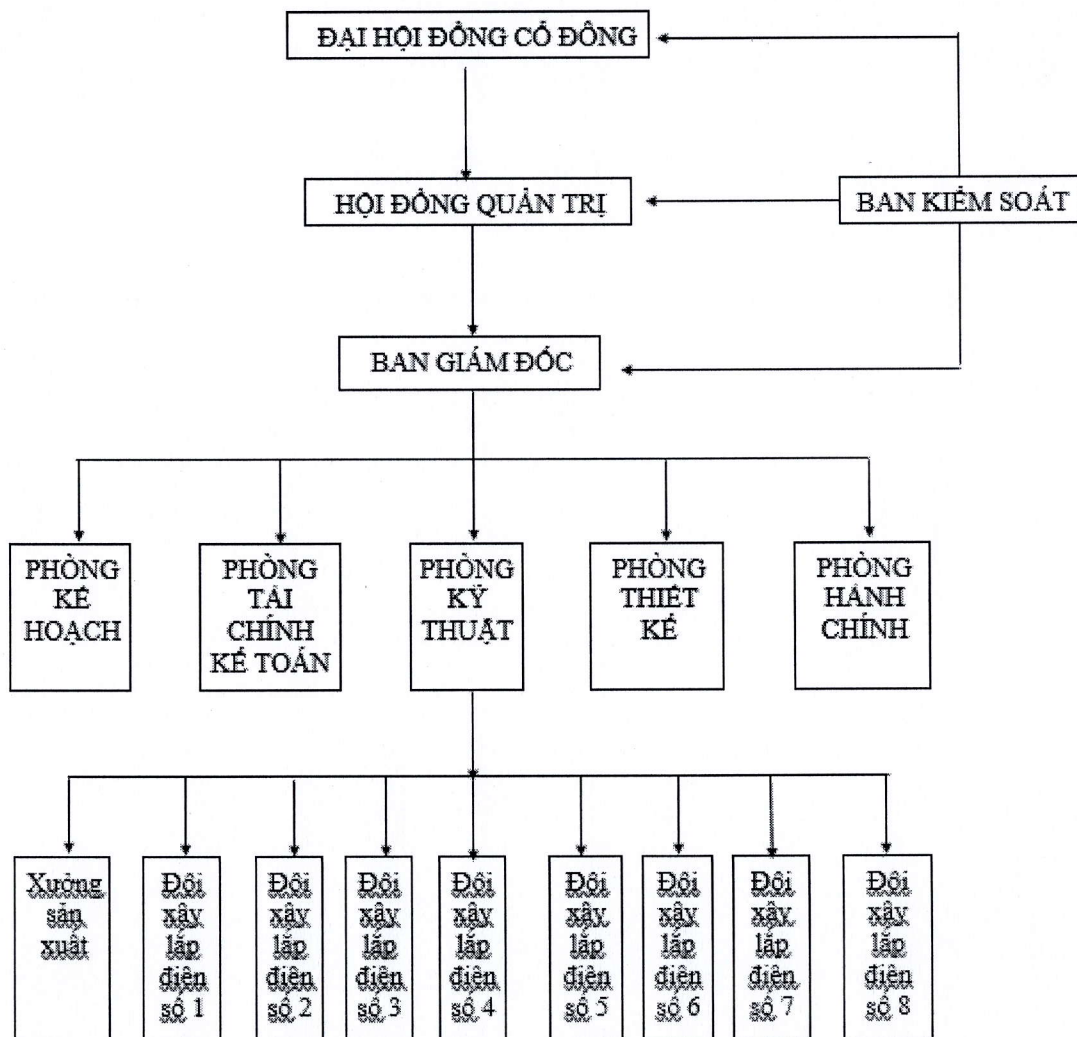 ĐẠI HỘI ĐỒNG CỔ ĐÔNG
HỘI ĐỒNG QUẢN TRỊ
BAN KIỂM SOÁT
BAN GIÁM ĐỐC
PHÒNG
KẾ
HOẠCH
PHÒNG
TÀI
CHÍNH
KẾ TOÁN
PHÒNG
KỸ
THUẬT
PHÒNG
THIẾT
KẾ
PHÒNG
HÀNH
CHÍNH
Xưởng
sản
xuất
Đội
xây
lắp
điện
số 1
Đội
xây
lắp
điện
số 2
Đội
xây
lắp
điện
số 3
Đội
xây
lắp
điện
số 4
Đội
xây
lắp
điện
số 5
Đội
xây
lắp
điện
số 6
Đội
xây
lắp
điện
số 7
Đội
xây
lắp
điện
số 8